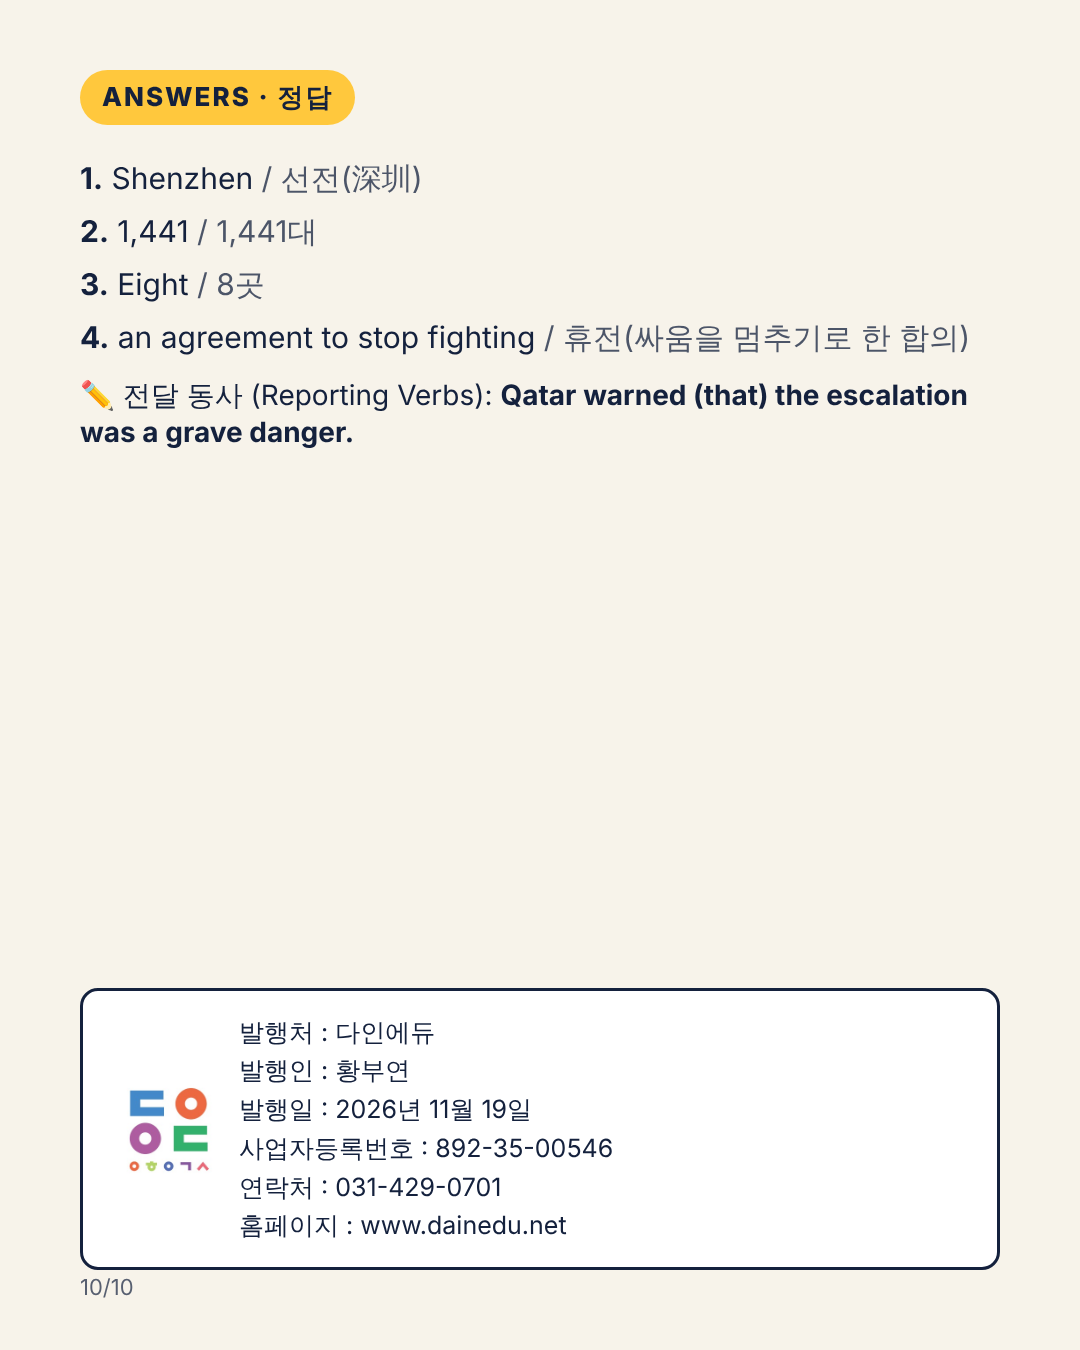 ANSWERS · 정답
1. Shenzhen / 선전(深圳)
2. 1,441 / 1,441대
3. Eight / 8곳
4. an agreement to stop fighting / 휴전(싸움을 멈추기로 한 합의)
✏️ 전달 동사 (Reporting Verbs): Qatar warned (that) the escalation
was a grave danger.
발행처 : 다인에듀
발행인 : 황부연
발행일 : 2026년 11월 19일
사업자등록번호 : 892-35-00546
연락처 : 031-429-0701
홈페이지 : www.dainedu.net
10/10